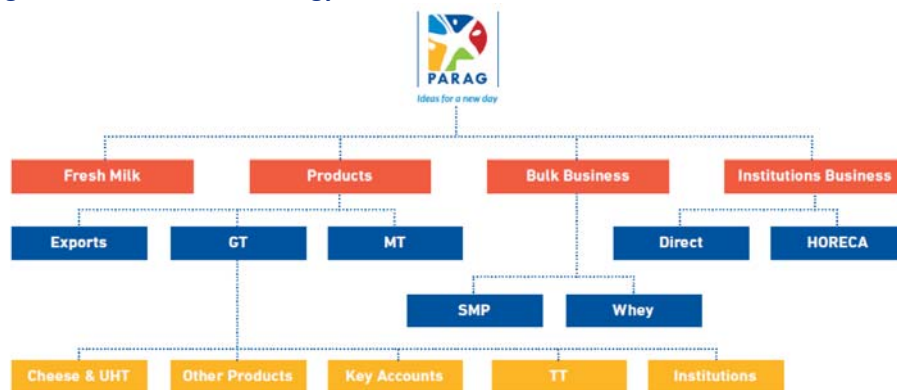 PARAG
Ideas for a new day
Fresh Milk
Products
Bulk Business
Institutions Business
Exports
GT
MT
Direct
HORECA
SMP
Whey
Cheese & UHT
Other Products
Key Accounts
TT
Institutions